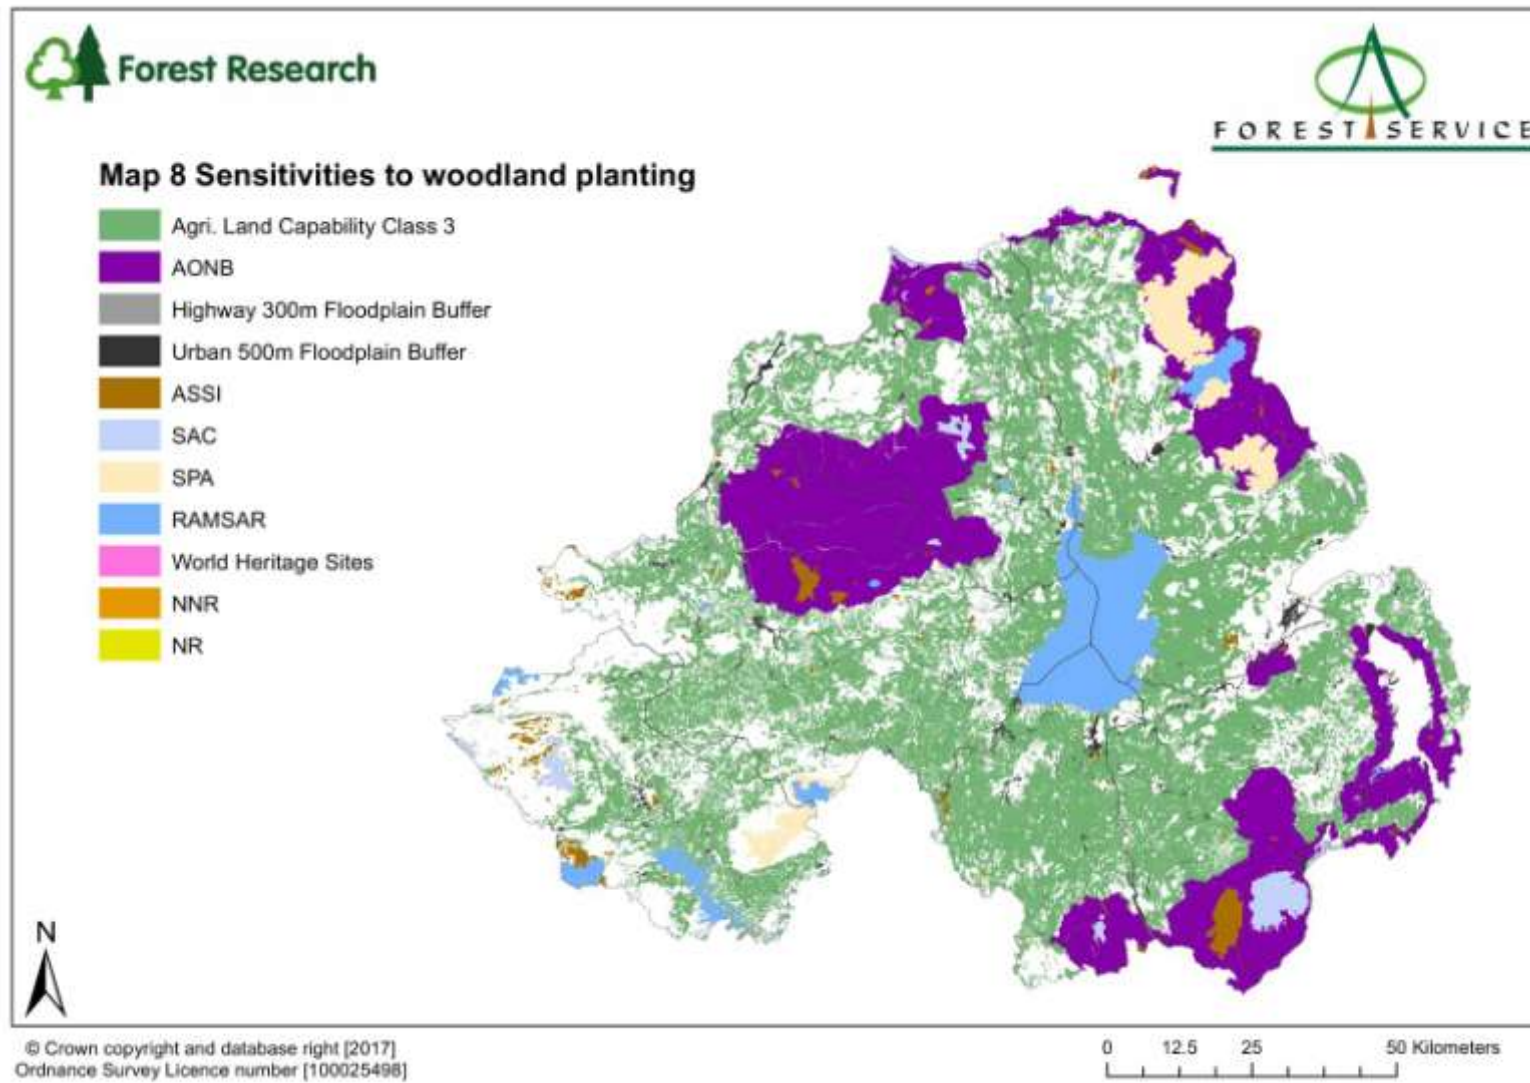 Forest Research
FOREST SERVICE
Map 8 Sensitivities to woodland planting
Agri. Land Capability Class 3
AONB
Highway 300m Floodplain Buffer
Urban 500m Floodplain Buffer
ASSI
SAC
SPA
RAMSAR
World Heritage Sites
NNR
NR
N
© Crown copyright and database right [2017]
Ordnance Survey Licence number [100025498]
0 12.5 25 50 Kilometers